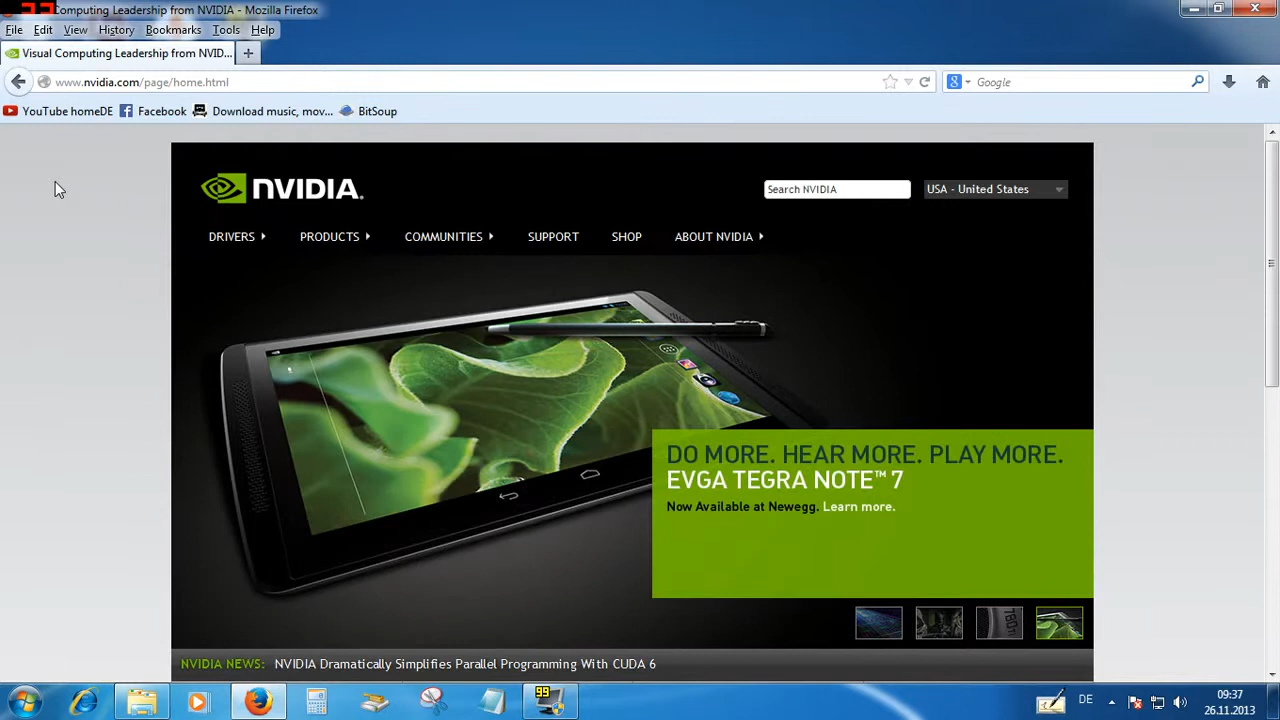 Computing Leadership from NVIDIA - Mozilla Firefox
File Edit View History Bookmarks Tools Help
Visual Computing Leadership from NVID...
www.nvidia.com/page/home.html
Google
YouTube homeDE Facebook Download music, mov... BitSoup
NVIDIA.
Search NVIDIA
USA - United States
DRIVERS PRODUCTS COMMUNITIES SUPPORT SHOP ABOUT NVIDIA
DO MORE. HEAR MORE. PLAY MORE.
EVGA TEGRA NOTE™ 7
Now Available at Newegg. Learn more.
NVIDIA NEWS: NVIDIA Dramatically Simplifies Parallel Programming With CUDA 6
99
DE
09:37
26.11.2013